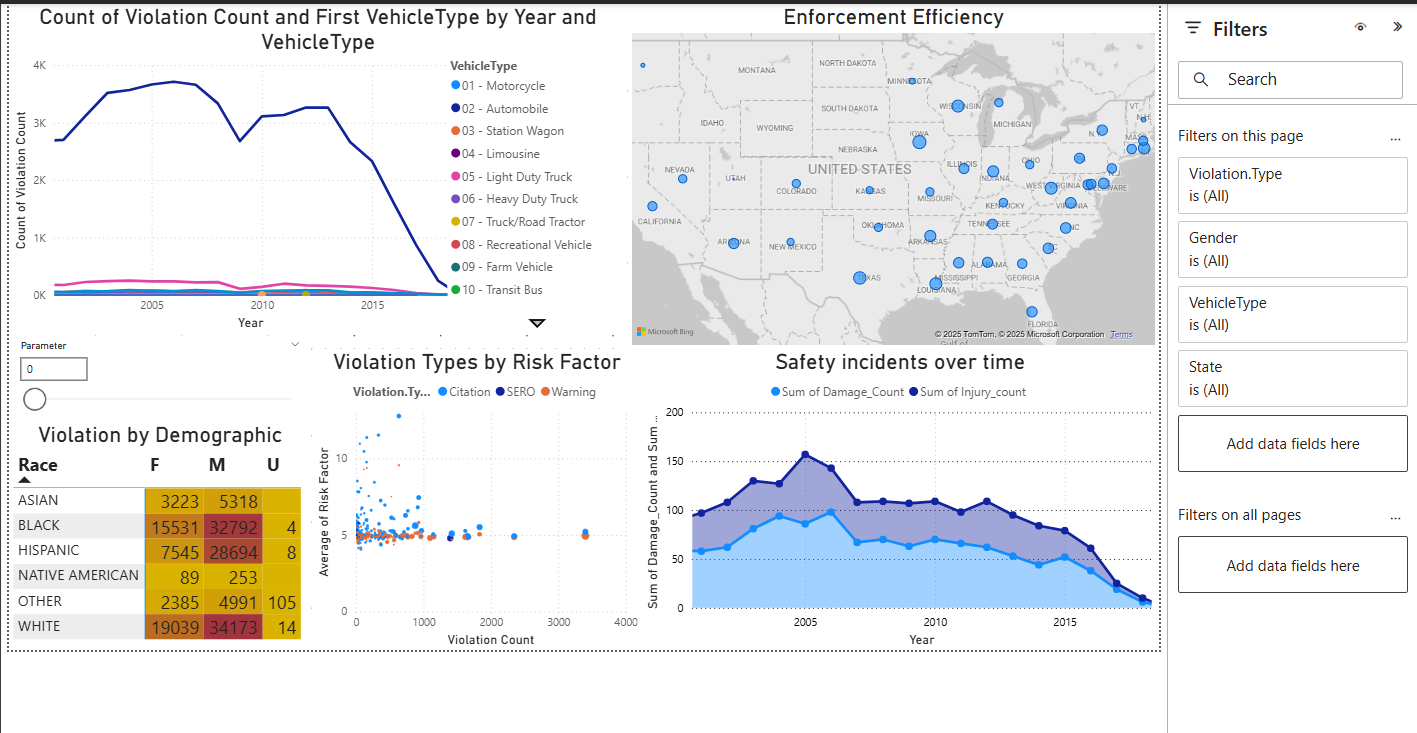 Count of Violation Count and First VehicleType by Year and
VehicleType
Count of Violation Count
4K
3K
2K
1K
0K
2005
2010
2015
Year
VehicleType
01 - Motorcycle
02 - Automobile
03 - Station Wagon
04 - Limousine
05 - Light Duty Truck
06 - Heavy Duty Truck
07 - Truck/Road Tractor
08 - Recreational Vehicle
09 - Farm Vehicle
10 - Transit Bus
Enforcement Efficiency
MONTANA
NORTH DAKOTA
MINNESOTA
SOUTH DAKOTA
WISCONSIN
MICHIGAN
VT.
N.H.
IDAHO
WYOMING
IOWA
N.
MASS
NEBRASKA
NEVADA
UTAH
UNITED STATES
ILLINOIS
INDIANA
OHIO
N.J.
COLORADO
KANSAS
MISSOURI
WEST VIRGINIA
DELAWARE
KENTUCKY
VIRGINIA
CALIFORNIA
OKLAHOMA
TENNESSEE
NC
ARIZONA
NEW MEXICO
ARKANSAS
SC
TEXAS
MISSISSIPPI
ALABAMA
GEORGIA
LOUISIANA
FLORIDA
Microsoft Bing
© 2025 TomTom, © 2025 Microsoft Corporation Terms
Gulf of
Parameter
0
Violation by Demographic
Race F M U
ASIAN 3223 5318
BLACK 15531 32792 4
HISPANIC 7545 28694 8
NATIVE AMERICAN 89 253
OTHER 2385 4991 105
WHITE 19039 34173 14
Violation Types by Risk Factor
Violation.Ty... Citation SERO Warning
Average of Risk Factor
10
5
0
0 1000 2000 3000 4000
Violation Count
Safety incidents over time
Sum of Damage_Count Sum of Injury_count
Sum of Damage_Count and Sum ...
200
150
100
50
0
2005 2010 2015
Year
Filters
Search
Filters on this page ...
Violation.Type
is (All)
Gender
is (All)
VehicleType
is (All)
State
is (All)
Add data fields here
Filters on all pages ...
Add data fields here